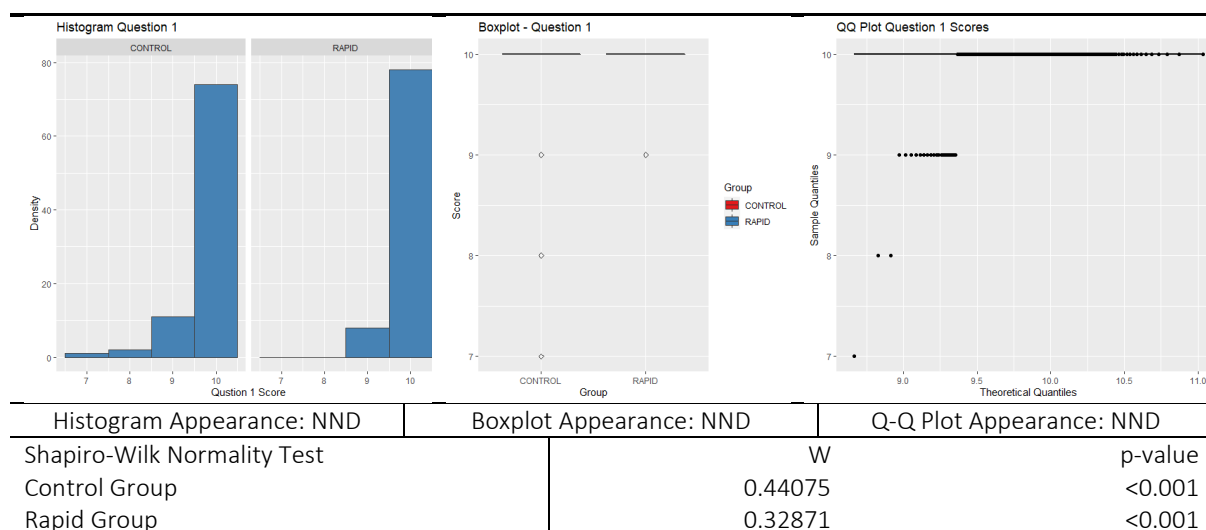 Histogram Question 1
CONTROL
RAPID
80
60
40
20
0
Density
7 8 9 10
7 8 9 10
Qustion 1 Score
Boxplot - Question 1
10
9
8
7
Score
CONTROL RAPID
Group
Group
CONTROL
RAPID
QQ Plot Question 1 Scores
10
9
8
7
Sample Quantiles
9.0 9.5 10.0 10.5 11.0
Theoretical Quantiles
Histogram Appearance: NND Boxplot Appearance: NND Q-Q Plot Appearance: NND
Shapiro-Wilk Normality Test W p-value
Control Group 0.44075 <0.001
Rapid Group 0.32871 <0.001